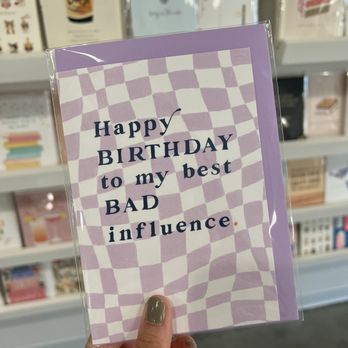 Happy
BIRTHDAY
to my best
BAD
influence.